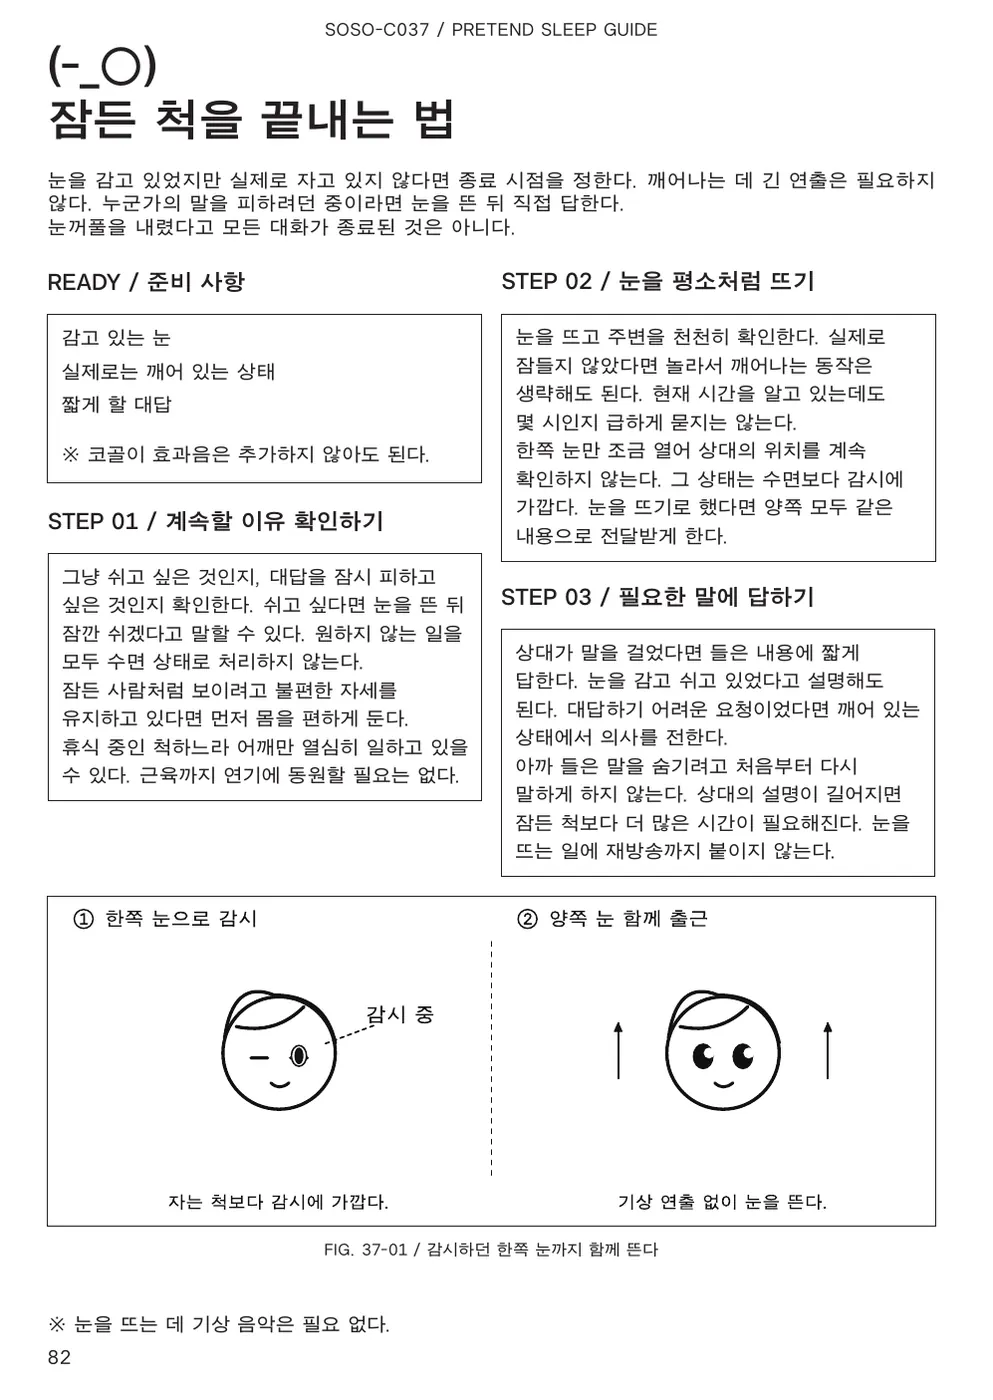 SOSO-C037 / PRETEND SLEEP GUIDE
(-_○)
잠든 척을 끝내는 법
눈을 감고 있었지만 실제로 자고 있지 않다면 종료 시점을 정한다. 깨어나는 데 긴 연출은 필요하지
않다. 누군가의 말을 피하려던 중이라면 눈을 뜬 뒤 직접 답한다.
눈꺼풀을 내렸다고 모든 대화가 종료된 것은 아니다.
READY / 준비 사항
감고 있는 눈
실제로는 깨어 있는 상태
짧게 할 대답
※ 코골이 효과음은 추가하지 않아도 된다.
STEP 01 / 계속할 이유 확인하기
그냥 쉬고 싶은 것인지, 대답을 잠시 피하고
싶은 것인지 확인한다. 쉬고 싶다면 눈을 뜬 뒤
잠깐 쉬겠다고 말할 수 있다. 원하지 않는 일을
모두 수면 상태로 처리하지 않는다.
잠든 사람처럼 보이려고 불편한 자세를
유지하고 있다면 먼저 몸을 편하게 둔다.
휴식 중인 척하느라 어깨만 열심히 일하고 있을
수 있다. 근육까지 연기에 동원할 필요는 없다.
STEP 02 / 눈을 평소처럼 뜨기
눈을 뜨고 주변을 천천히 확인한다. 실제로
잠들지 않았다면 놀라서 깨어나는 동작은
생략해도 된다. 현재 시간을 알고 있는데도
몇 시인지 급하게 묻지는 않는다.
한쪽 눈만 조금 열어 상대의 위치를 계속
확인하지 않는다. 그 상태는 수면보다 감시에
가깝다. 눈을 뜨기로 했다면 양쪽 모두 같은
내용으로 전달받게 한다.
STEP 03 / 필요한 말에 답하기
상대가 말을 걸었다면 들은 내용에 짧게
답한다. 눈을 감고 쉬고 있었다고 설명해도
된다. 대답하기 어려운 요청이었다면 깨어 있는
상태에서 의사를 전한다.
아까 들은 말을 숨기려고 처음부터 다시
말하게 하지 않는다. 상대의 설명이 길어지면
잠든 척보다 더 많은 시간이 필요해진다. 눈을
뜨는 일에 재방송까지 붙이지 않는다.
① 한쪽 눈으로 감시
감시 중
자는 척보다 감시에 가깝다.
② 양쪽 눈 함께 출근
기상 연출 없이 눈을 뜬다.
FIG. 37-01 / 감시하던 한쪽 눈까지 함께 뜬다
※ 눈을 뜨는 데 기상 음악은 필요 없다.
82